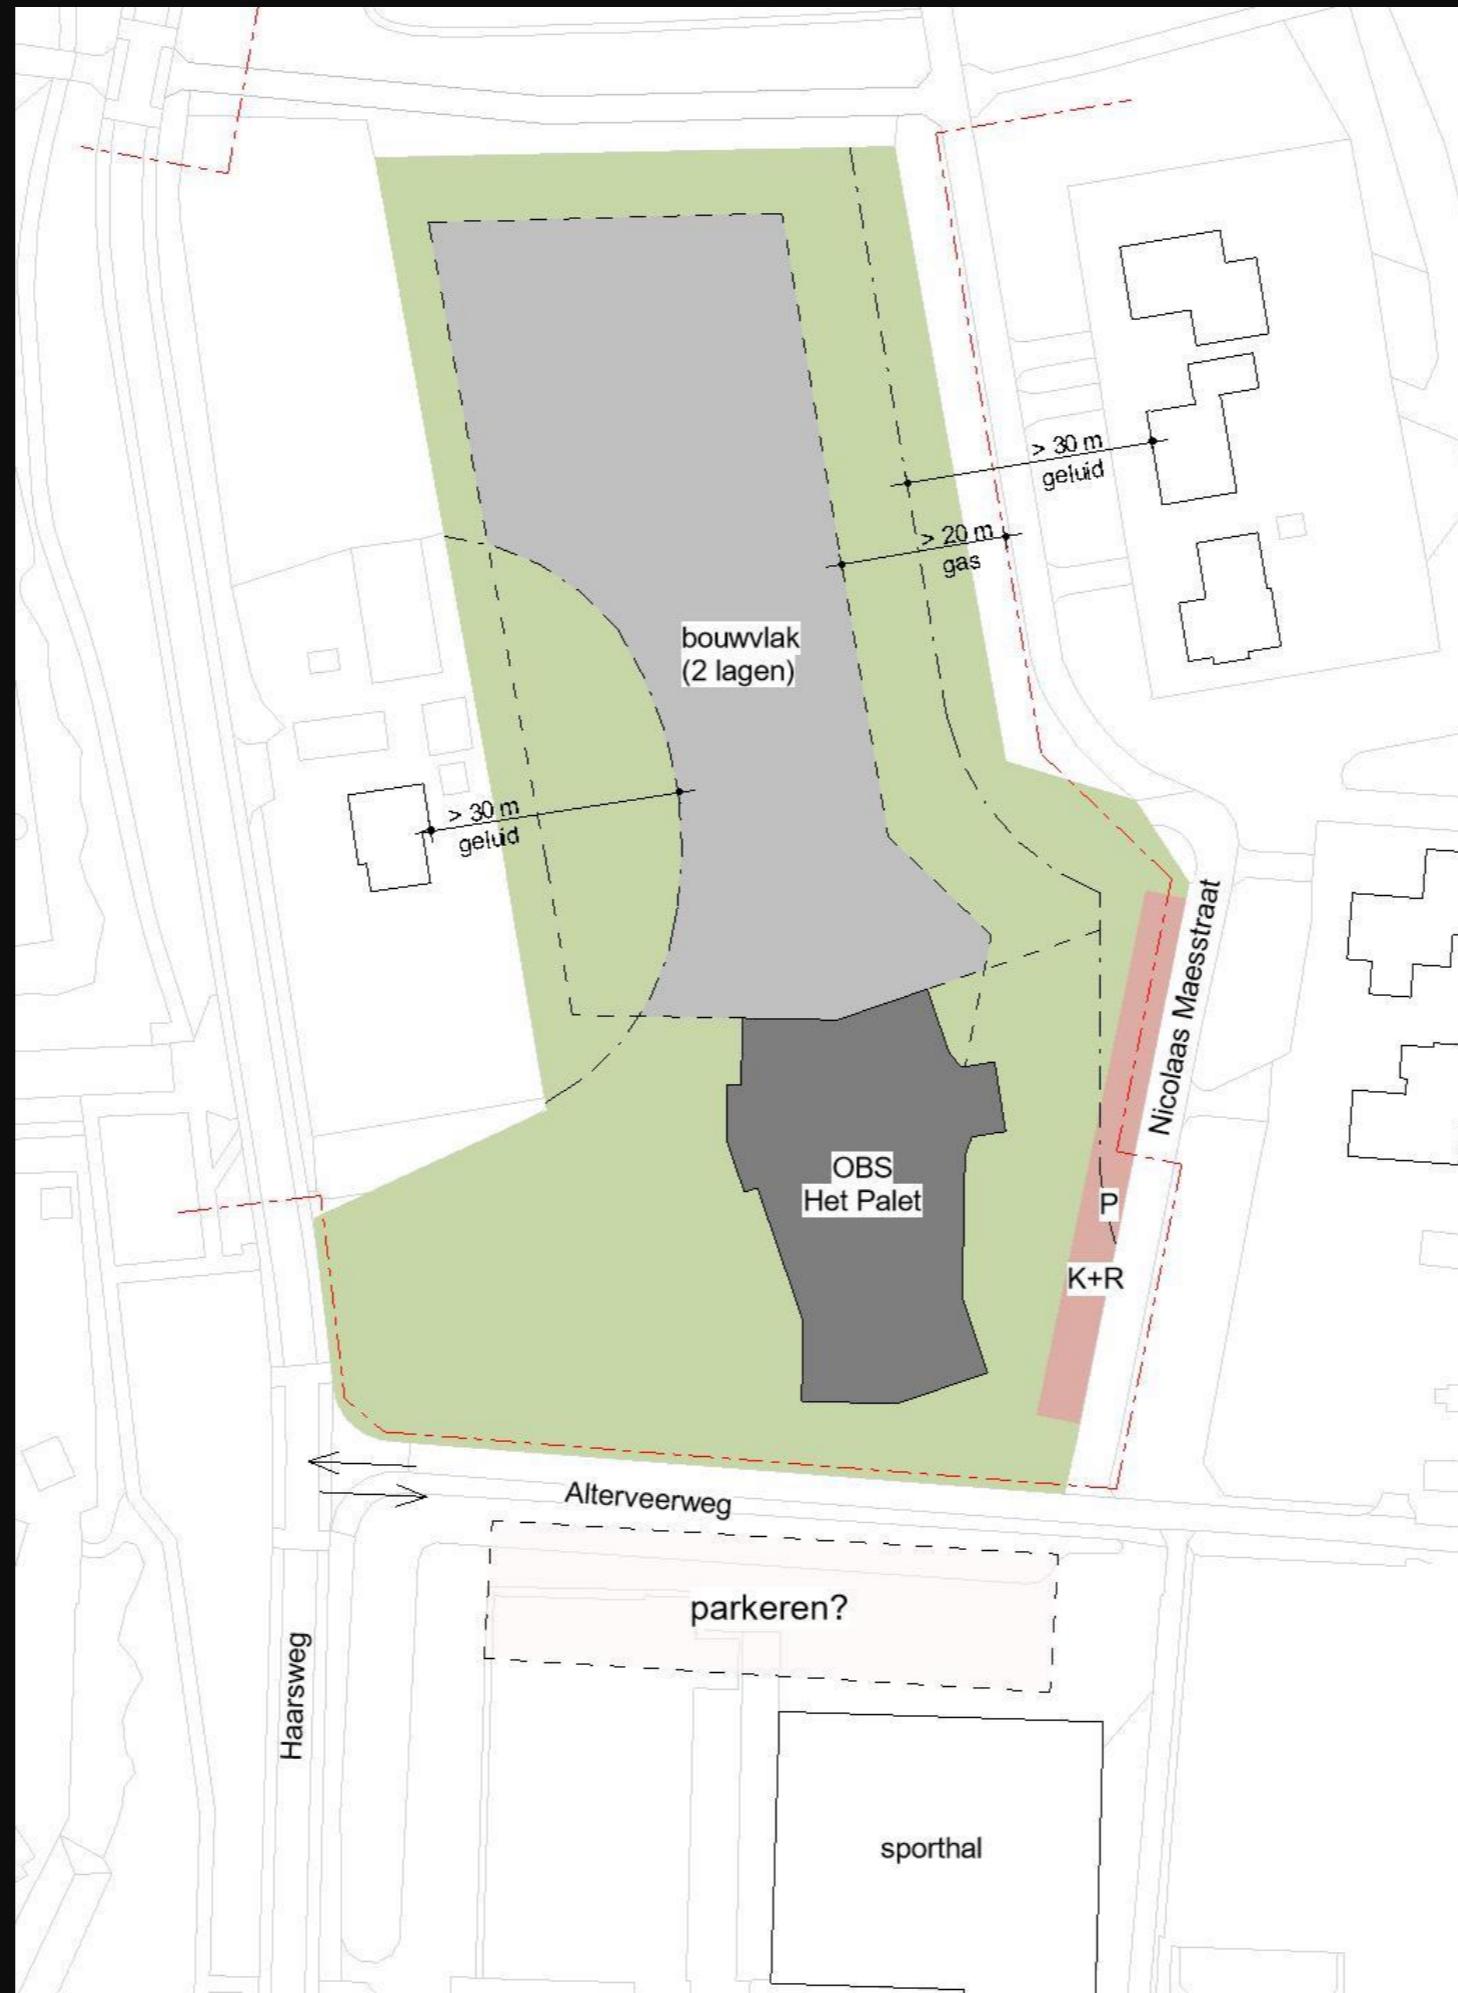 > 30 m
geluid
> 20 m
gas
bouwvlak
(2 lagen)
> 30 m
geluid
Nicolaas Maesstraat
OBS
Het Palet
P
K+R
Alterveerweg
parkeren?
Haarsweg
sporthal